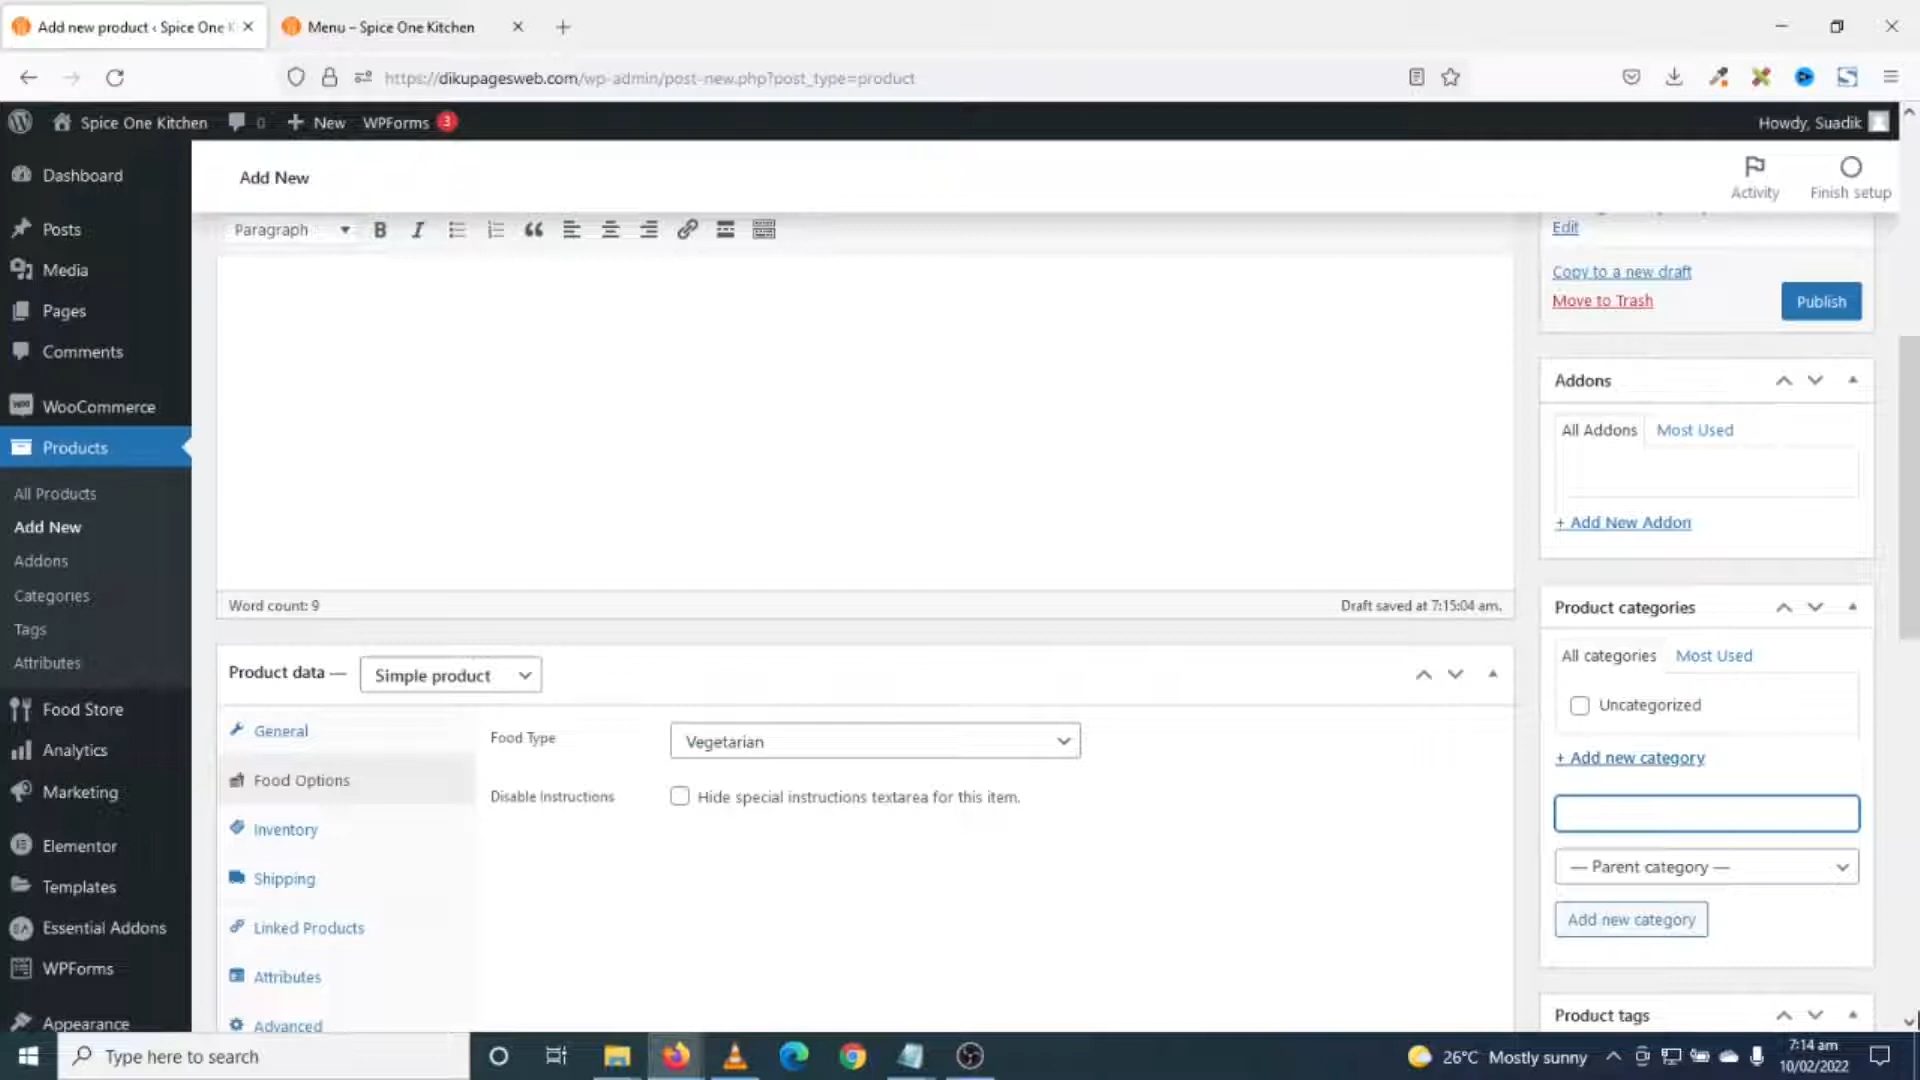 Add new product ‹ Spice One K
Menu – Spice One Kitchen
https://dikupagesweb.com/wp-admin/post-new.php?post_type=product
Spice One Kitchen
0
New
WPForms
3
Howdy, Suadik
Dashboard
Posts
Media
Pages
Comments
WooCommerce
Products
All Products
Add New
Addons
Categories
Tags
Attributes
Food Store
Analytics
Marketing
Elementor
Templates
Essential Addons
WPForms
Appearance
Add New
Activity
Finish setup
Paragraph
Word count: 9
Draft saved at 7:15:04 am.
Product data —
Simple product
General
Food Options
Inventory
Shipping
Linked Products
Attributes
Advanced
Food Type
Vegetarian
Disable Instructions
Hide special instructions textarea for this item.
Edit
Copy to a new draft
Move to Trash
Publish
Addons
All Addons
Most Used
+ Add New Addon
Product categories
All categories
Most Used
Uncategorized
+ Add new category
— Parent category —
Add new category
Product tags
Type here to search
26°C Mostly sunny
7:14 am
10/02/2022